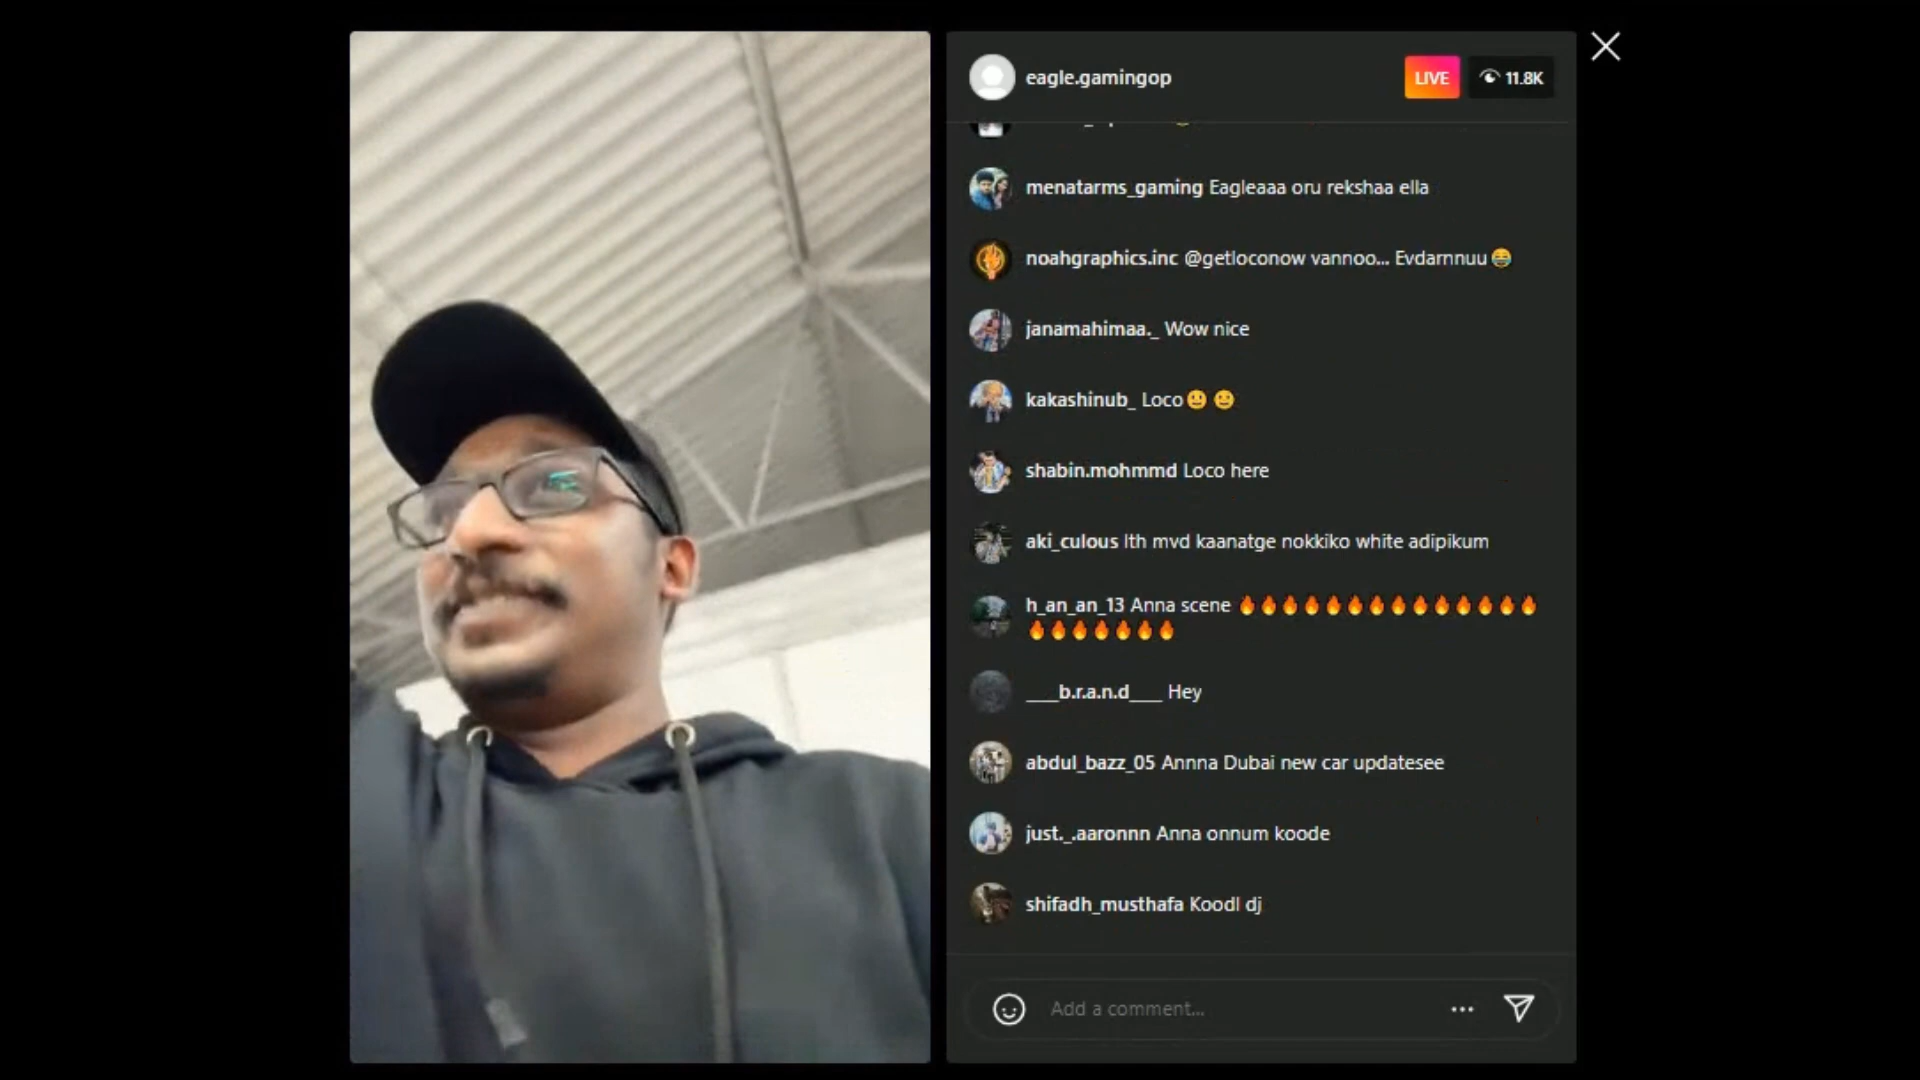 eagle.gamingop LIVE 11.8K
menatarms_gaming Eagleaaa oru rekshaa ella
noahgraphics.inc @getloconow vannoo... Evdarnnuu😂
janamahimaa._ Wow nice
kakashinub_ Loco🙂 🙂
shabin.mohmmd Loco here
aki_culous Ith mvd kaanatge nokkiko white adipikum
h_an_an_13 Anna scene 🔥🔥🔥🔥🔥🔥🔥🔥🔥🔥🔥🔥🔥🔥
🔥🔥🔥🔥🔥🔥🔥
___b.r.a.n.d___ Hey
abdul_bazz_05 Annna Dubai new car updatesee
just._.aaronnn Anna onnum koode
shifadh_musthafa Koodl dj
Add a comment...